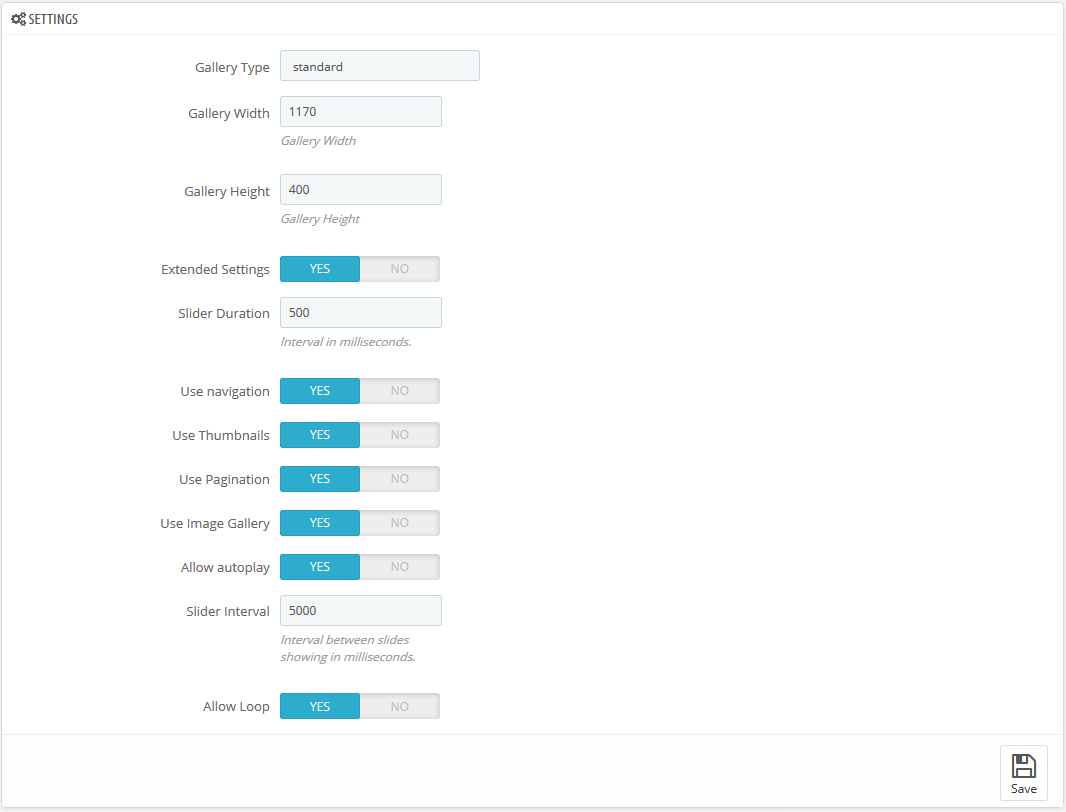 SETTINGS
Gallery Type standard
Gallery Width 1170
Gallery Width
Gallery Height 400
Gallery Height
Extended Settings YES NO
Slider Duration 500
Interval in milliseconds.
Use navigation YES NO
Use Thumbnails YES NO
Use Pagination YES NO
Use Image Gallery YES NO
Allow autoplay YES NO
Slider Interval 5000
Interval between slides
showing in milliseconds.
Allow Loop YES NO
Save